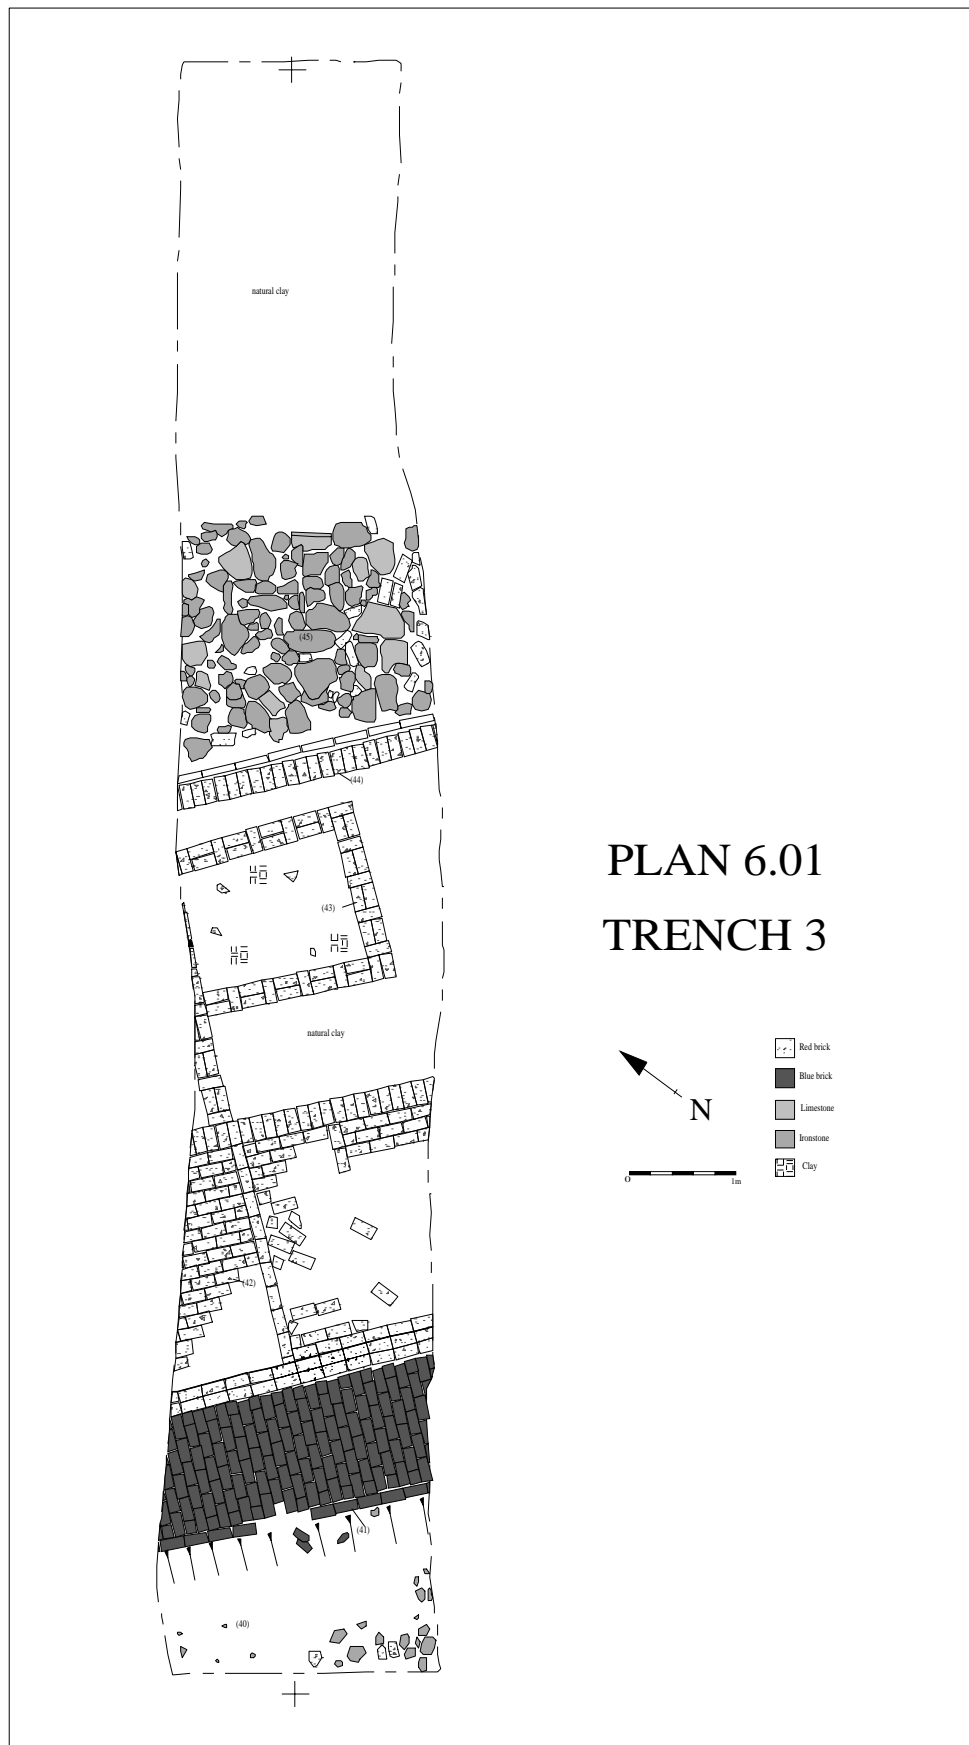 natural clay
(45)
(44)
PLAN 6.01
(43)
TRENCH 3
natural clay
Red brick
Blue brick
N
Limestone
Ironstone
Clay
O 1m
(42)
(41)
(40)